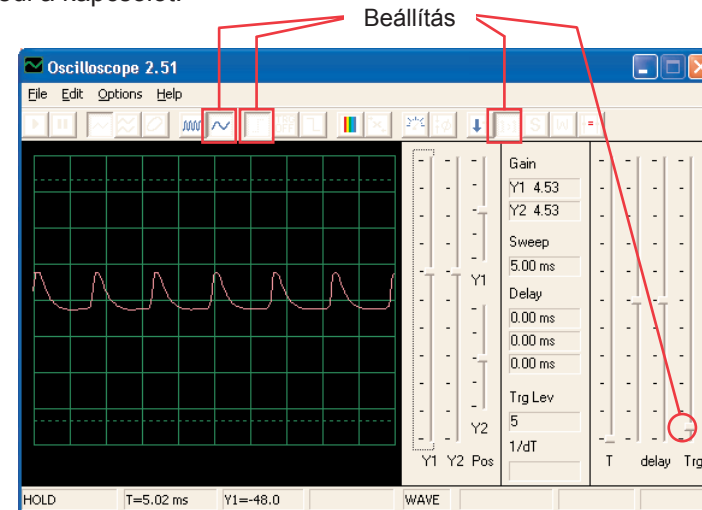 Beállítás
Oscilloscope 2.51
File Edit Options Help
Gain
Y1 4.53
Y2 4.53
Sweep
5.00 ms
Y1
Delay
0.00 ms
0.00 ms
0.00 ms
Trg Lev
5
Y2
1/dT
Y1 Y2 Pos
T delay Trg
HOLD T=5.02 ms Y1=-48.0 WAVE